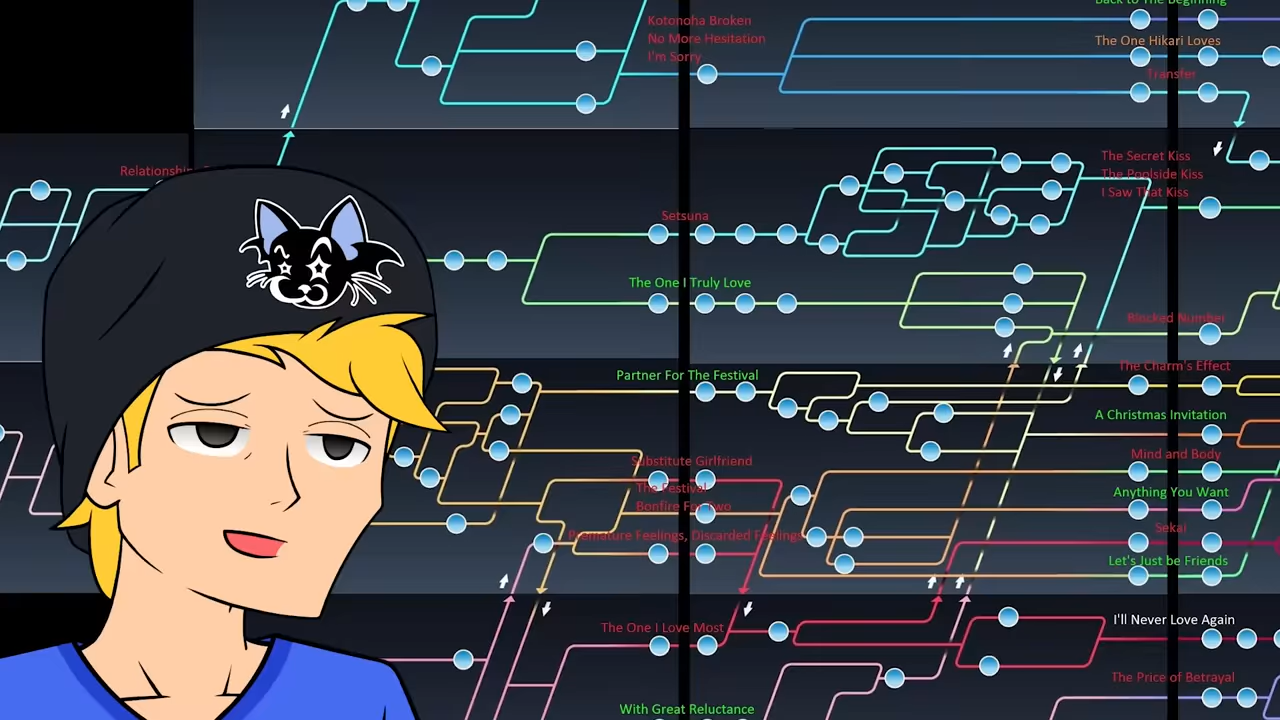 Back to The Beginning
Kotonoha Broken
No More Hesitation
I'm Sorry
The One Hikari Loves
Transfer
The Secret Kiss
The Poolside Kiss
I Saw That Kiss
Relationship
Setsuna
The One I Truly Love
Blocked Number
The Charm's Effect
Partner For The Festival
A Christmas Invitation
Mind and Body
Substitute Girlfriend
The Festival
Bonfire For Two
Anything You Want
Sekai
Premature Feelings, Discarded Feelings
Let's Just be Friends
I'll Never Love Again
The One I Love Most
The Price of Betrayal
With Great Reluctance